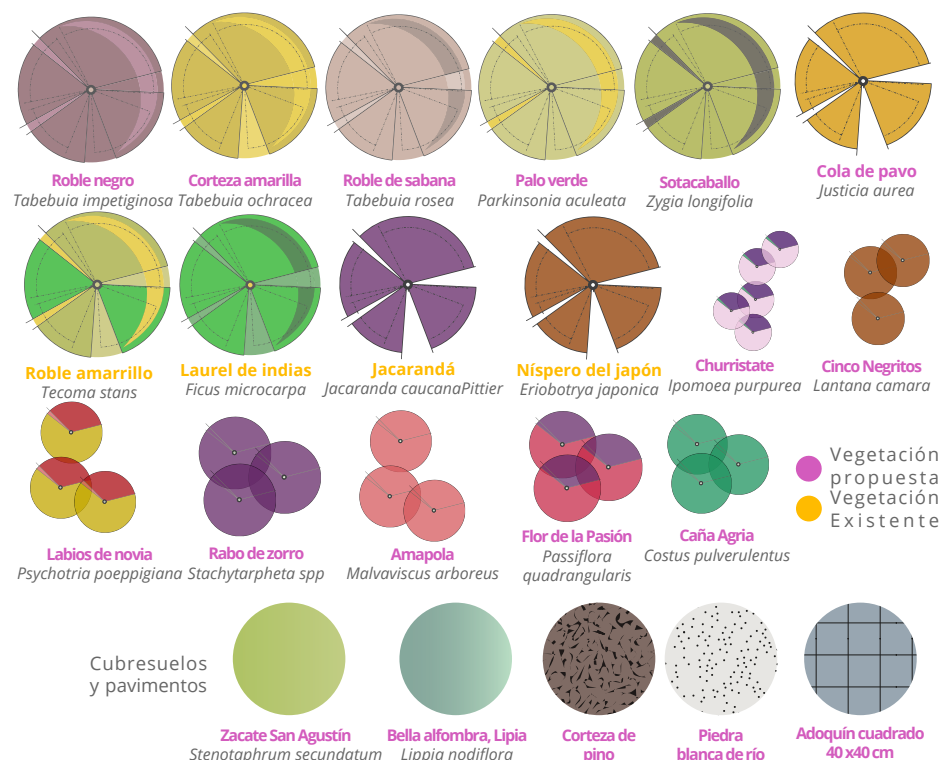 Roble negro
Tabebuia impetiginosa
Corteza amarilla
Tabebuia ochracea
Roble de sabana
Tabebuia rosea
Palo verde
Parkinsonia aculeata
Sotacaballo
Zygia longifolia
Cola de pavo
Justicia aurea
Roble amarrillo
Tecoma stans
Laurel de indias
Ficus microcarpa
Jacarandá
Jacaranda caucanaPittier
Níspero del japón
Eriobotrya japonica
Churristate
Ipomoea purpurea
Cinco Negritos
Lantana camara
Labios de novia
Psychotria poeppigiana
Rabo de zorro
Stachytarpheta spp
Amapola
Malvaviscus arboreus
Flor de la Pasión
Passiflora
quadrangularis
Caña Agria
Costus pulverulentus
Vegetación
propuesta
Vegetación
Existente
Cubresuelos
y pavimentos
Zacate San Agustín
Stenotaphrum secundatum
Bella alfombra, Lipia
Lippia nodiflora
Corteza de
pino
Piedra
blanca de río
Adoquín cuadrado
40 x40 cm